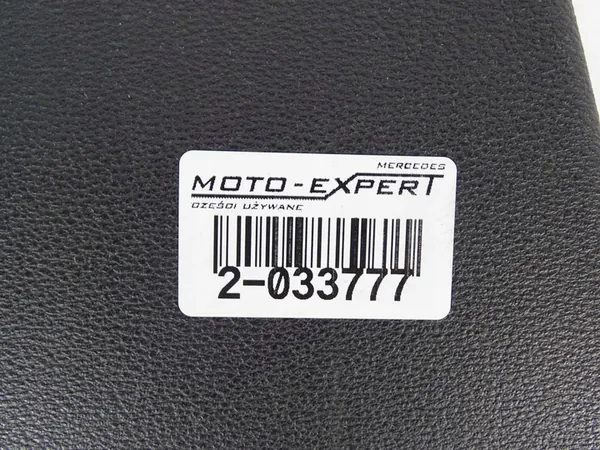 MERCEDES
MOTO-EXPERT
CZĘŚCI UŻYWANE
2-033777